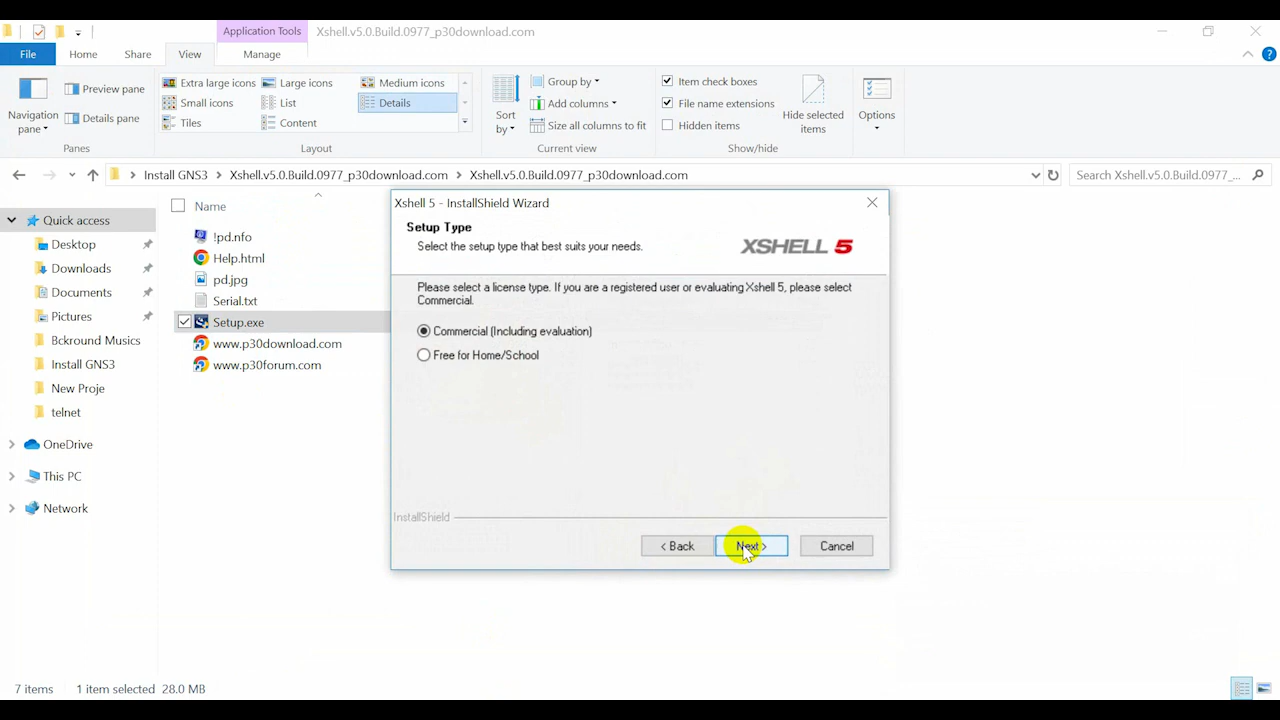 Application Tools
Xshell.v5.0.Build.0977_p30download.com
File
Home
Share
View
Manage
Navigation pane
Preview pane
Details pane
Panes
Extra large icons
Large icons
Medium icons
Small icons
List
Details
Tiles
Content
Layout
Sort by
Group by
Add columns
Size all columns to fit
Current view
Item check boxes
File name extensions
Hidden items
Hide selected items
Show/hide
Options
Install GNS3 > Xshell.v5.0.Build.0977_p30download.com > Xshell.v5.0.Build.0977_p30download.com
Search Xshell.v5.0.Build.0977_...
Quick access
Desktop
Downloads
Documents
Pictures
Bckround Musics
Install GNS3
New Proje
telnet
OneDrive
This PC
Network
Name
!pd.nfo
Help.html
pd.jpg
Serial.txt
Setup.exe
www.p30download.com
www.p30forum.com
Xshell 5 - InstallShield Wizard
Setup Type
Select the setup type that best suits your needs.
XSHELL 5
Please select a license type. If you are a registered user or evaluating Xshell 5, please select
Commercial.
Commercial (Including evaluation)
Free for Home/School
InstallShield
< Back
Next >
Cancel
7 items
1 item selected
28.0 MB